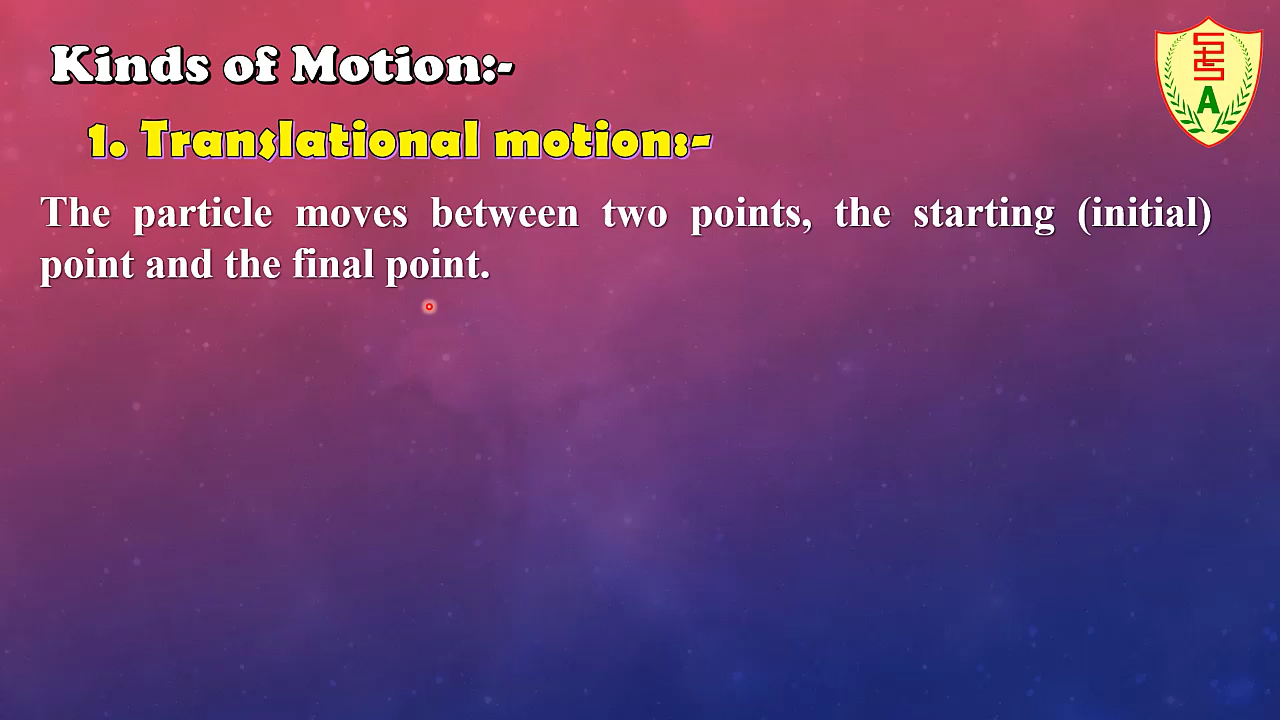 Kinds of Motion:-
1. Translational motion:-
The particle moves between two points, the starting (initial)
point and the final point.
A